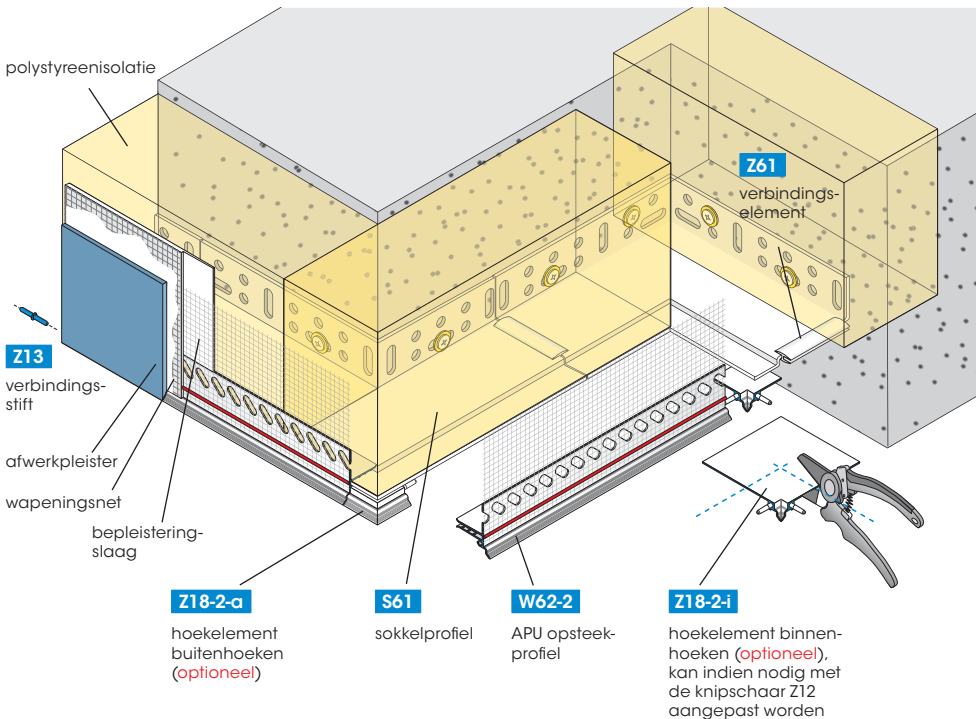 polystyreenisolatie
Z61
verbindings-
element
Z13
verbindings-
stift
afwerkpleister
wapeningsnet
bepleistering-
slaag
Z18-2-a
hoekelement
buitenhoeken
(optioneel)
S61
sokkelprofiel
W62-2
APU opsteek-
profiel
Z18-2-i
hoekelement binnen-
hoeken (optioneel),
kan indien nodig met
de knipschaar Z12
aangepast worden